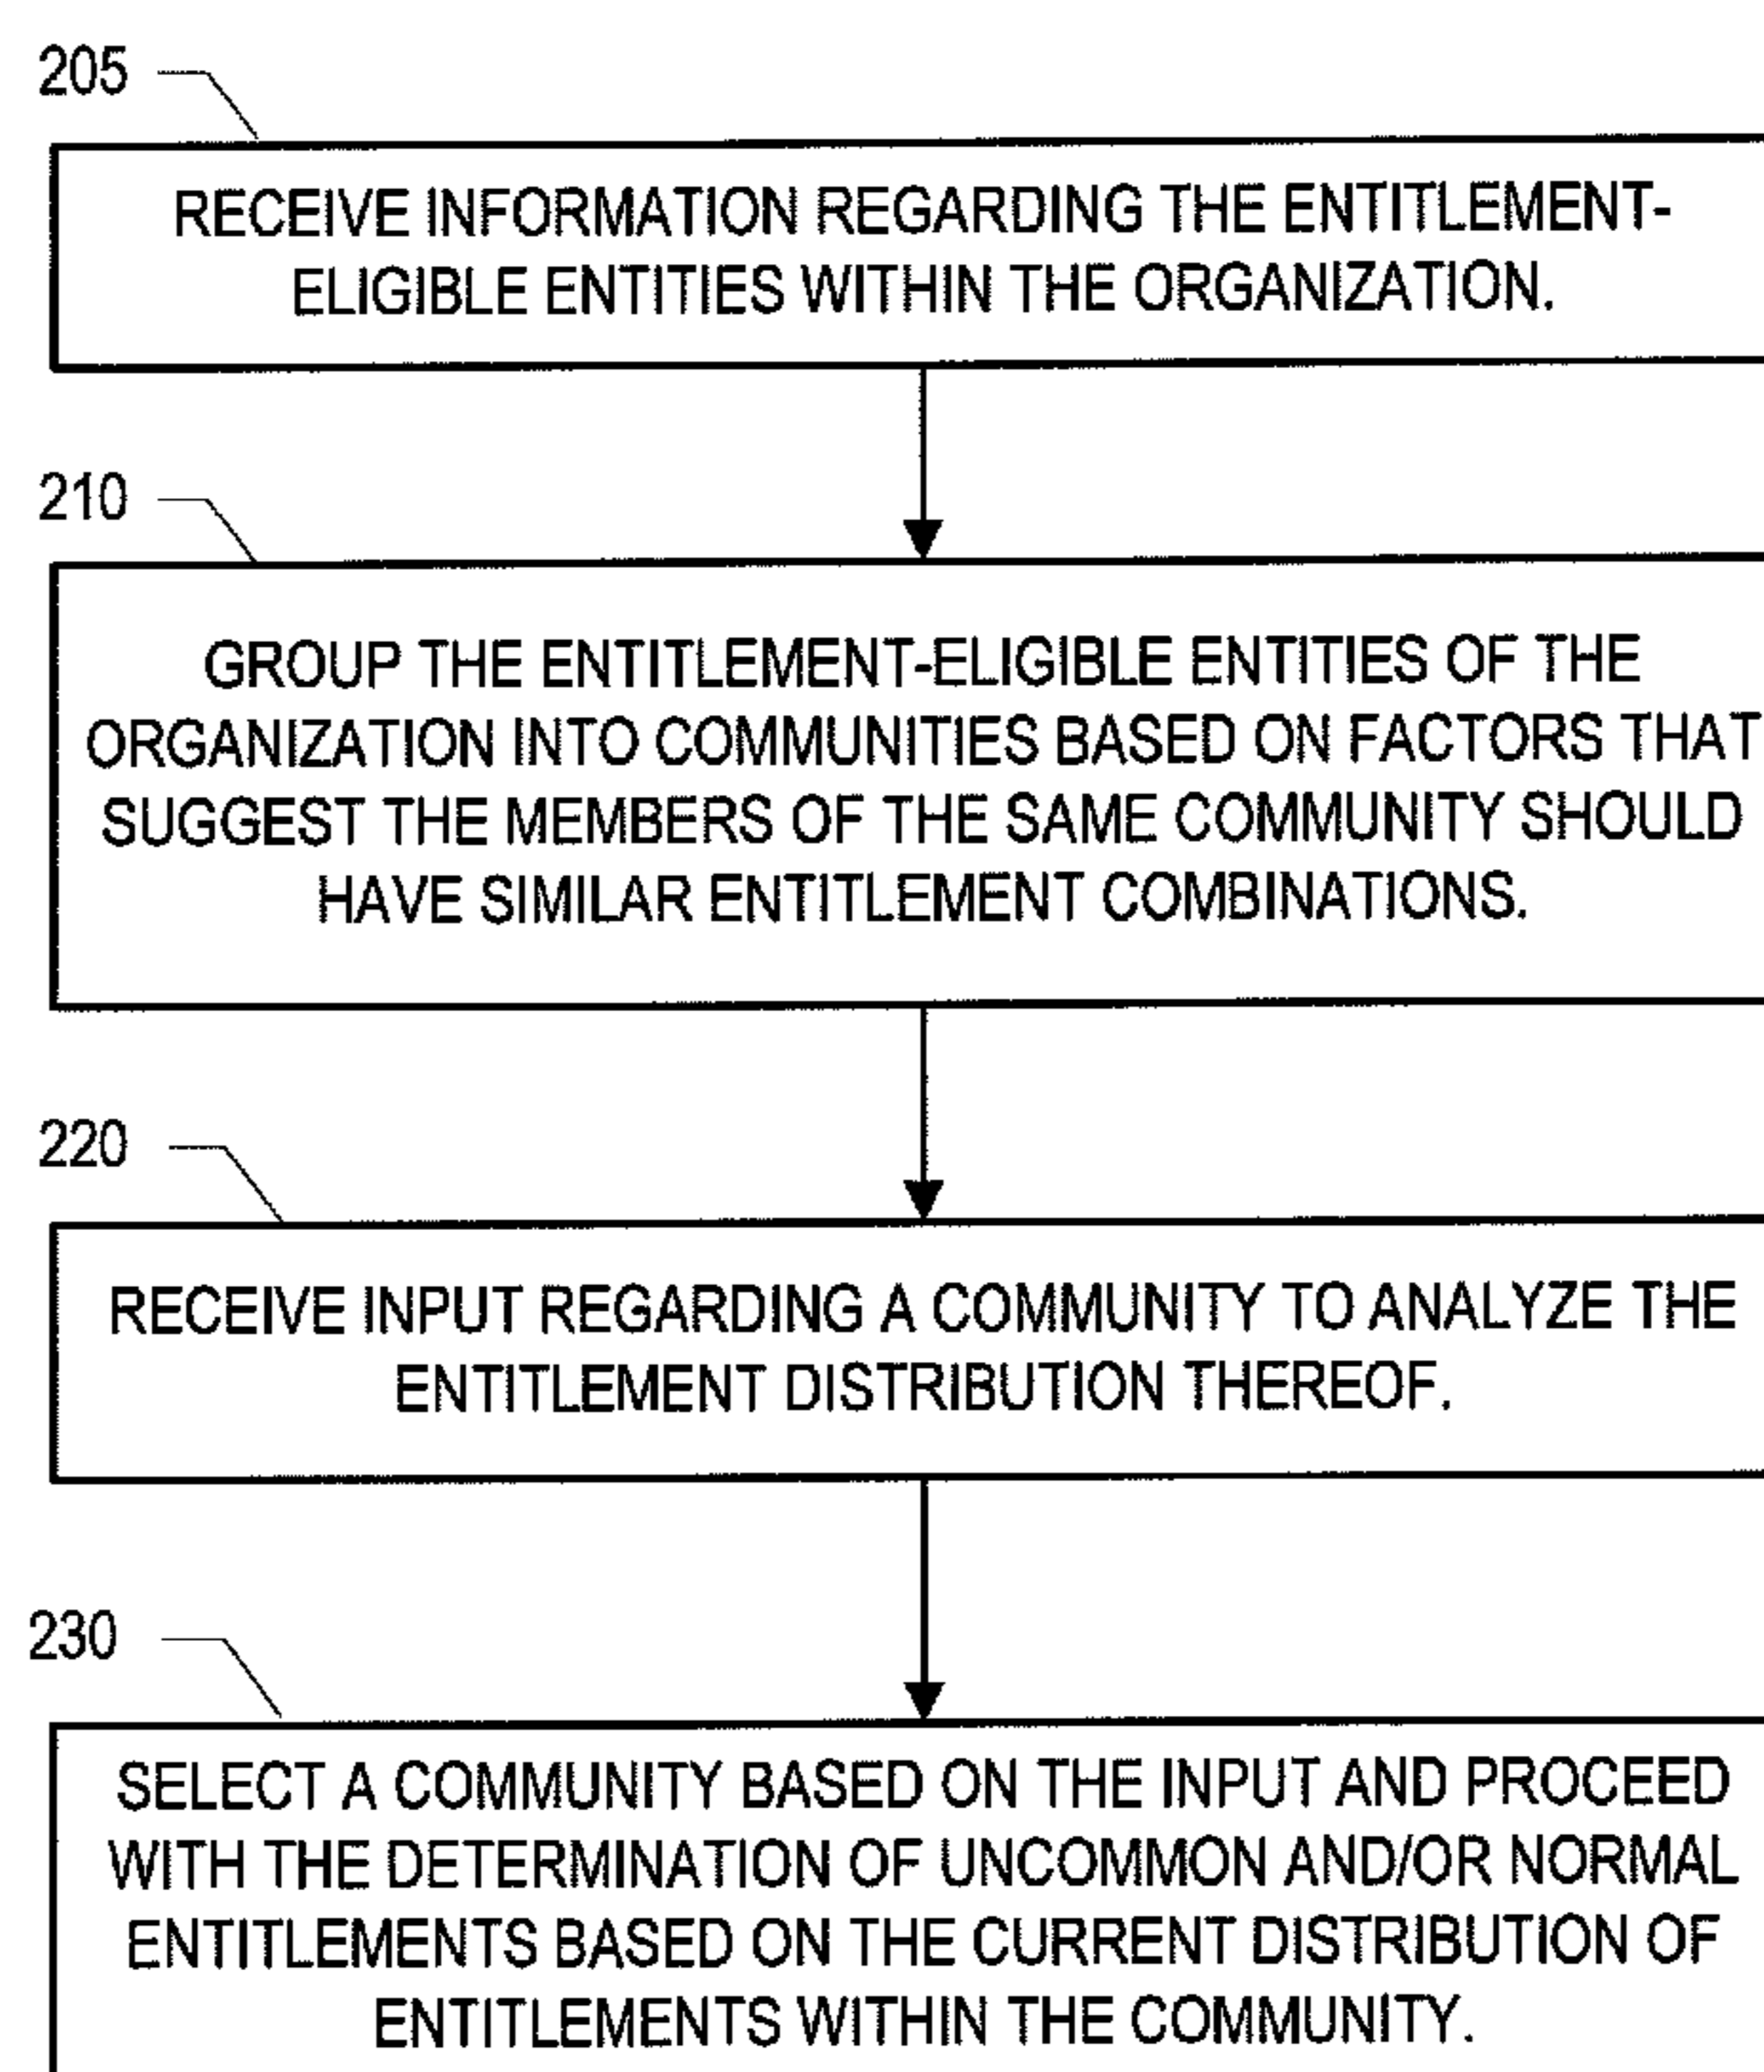 205
RECEIVE INFORMATION REGARDING THE ENTITLEMENT-
ELIGIBLE ENTITIES WITHIN THE ORGANIZATION.
210
GROUP THE ENTITLEMENT-ELIGIBLE ENTITIES OF THE
ORGANIZATION INTO COMMUNITIES BASED ON FACTORS THAT
SUGGEST THE MEMBERS OF THE SAME COMMUNITY SHOULD
HAVE SIMILAR ENTITLEMENT COMBINATIONS.
220
RECEIVE INPUT REGARDING A COMMUNITY TO ANALYZE THE
ENTITLEMENT DISTRIBUTION THEREOF.
230
SELECT A COMMUNITY BASED ON THE INPUT AND PROCEED
WITH THE DETERMINATION OF UNCOMMON AND/OR NORMAL
ENTITLEMENTS BASED ON THE CURRENT DISTRIBUTION OF
ENTITLEMENTS WITHIN THE COMMUNITY.